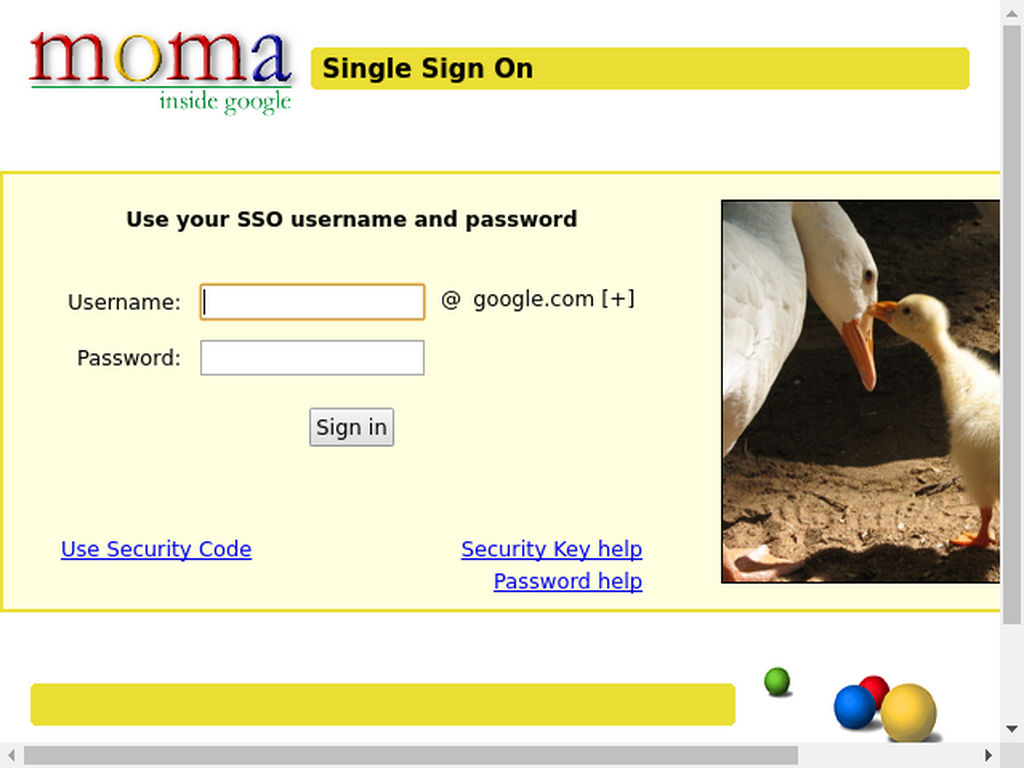 moma
inside google
Single Sign On
Use your SSO username and password
Username:
@ google.com [+]
Password:
Sign in
Use Security Code
Security Key help
Password help